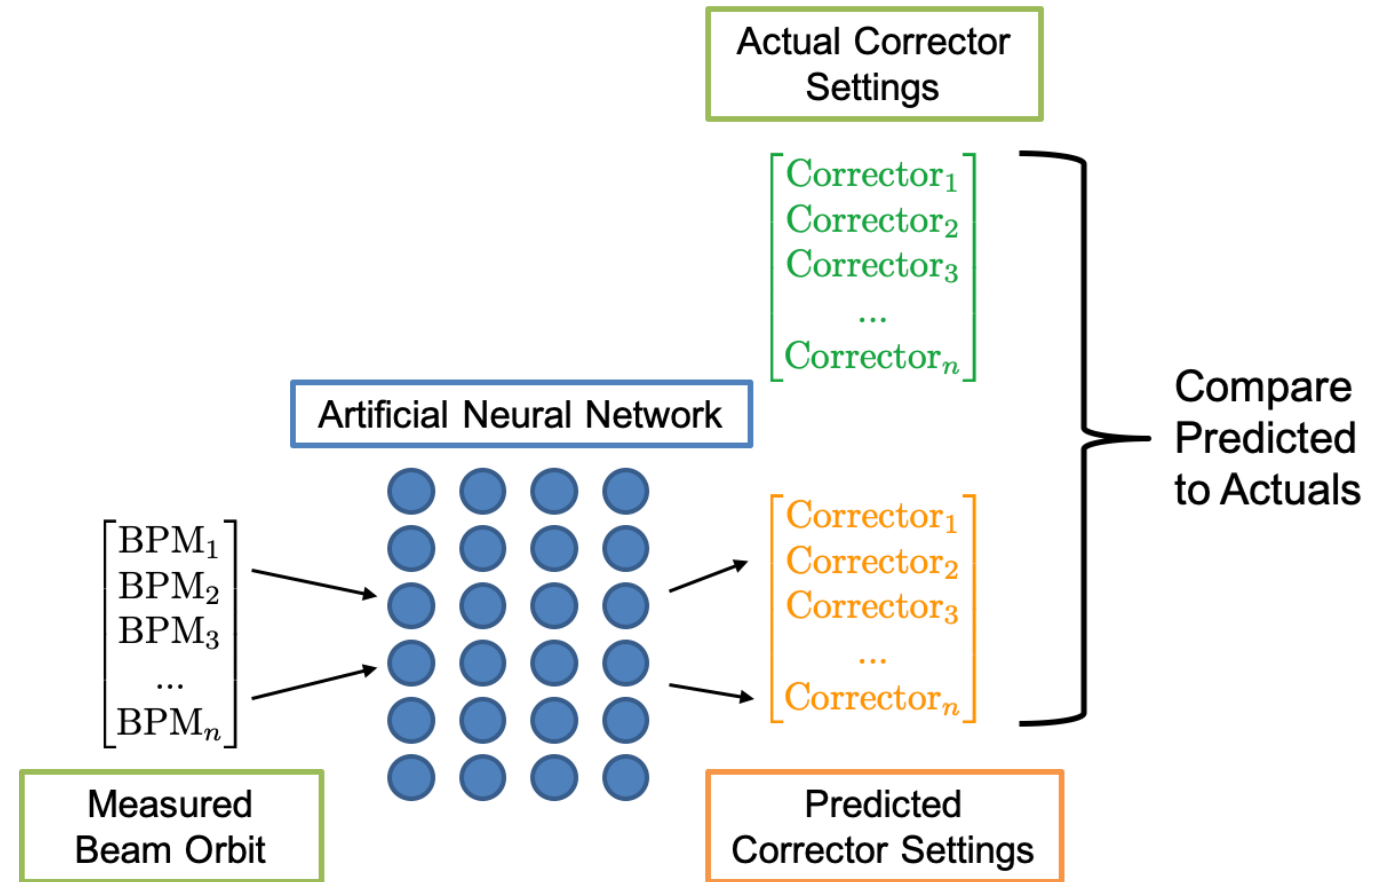 Actual Corrector
Settings
Corrector₁
Corrector₂
Corrector₃
...
Correctorₙ
Compare
Predicted
to Actuals
Artificial Neural Network
BPM₁
BPM₂
BPM₃
...
BPMₙ
Corrector₁
Corrector₂
Corrector₃
...
Correctorₙ
Measured
Beam Orbit
Predicted
Corrector Settings